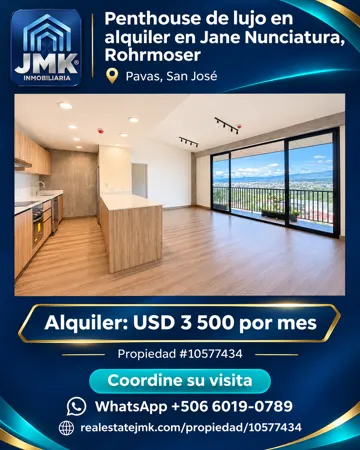 JMK®
INMOBILIARIA
Penthouse de lujo en
alquiler en Jane Nunciatura,
Rohrmoser
Pavas, San José
Alquiler: USD 3 500 por mes
Propiedad #10577434
Coordine su visita
WhatsApp +506 6019-0789
realestatejmk.com/propiedad/10577434